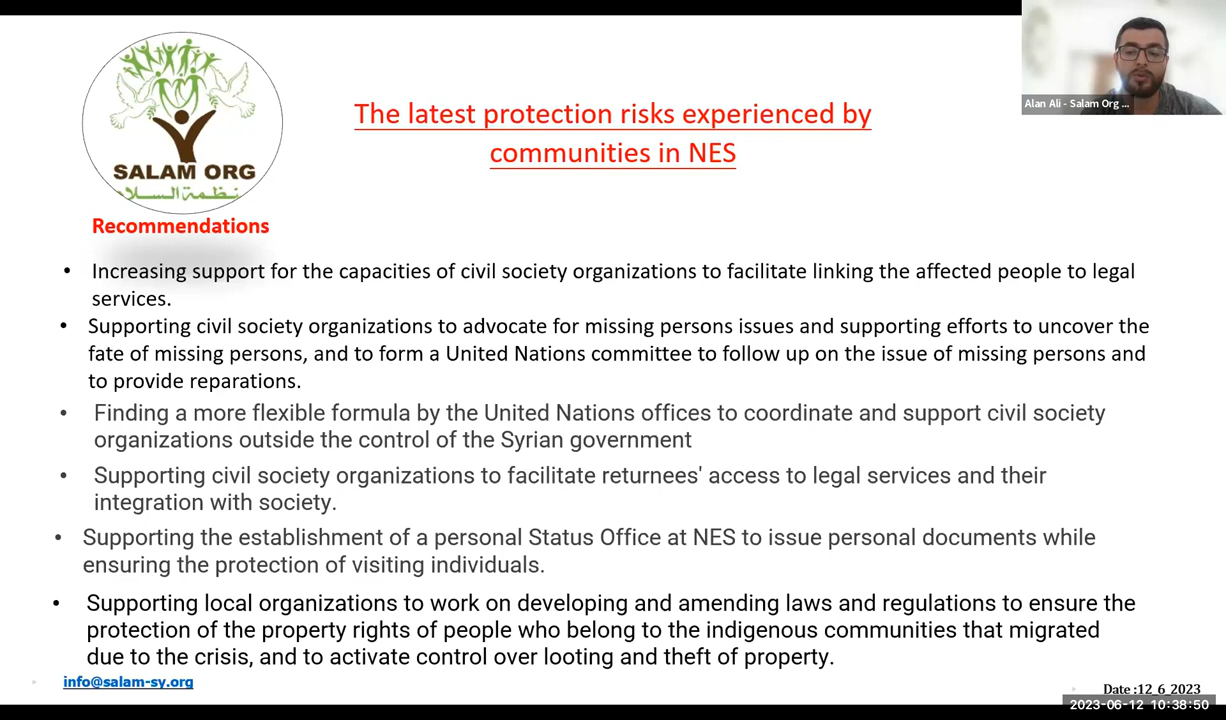 Alan Ali - Salam Org ...
The latest protection risks experienced by
communities in NES
SALAM ORG
Recommendations
• Increasing support for the capacities of civil society organizations to facilitate linking the affected people to legal
services.
• Supporting civil society organizations to advocate for missing persons issues and supporting efforts to uncover the
fate of missing persons, and to form a United Nations committee to follow up on the issue of missing persons and
to provide reparations.
• Finding a more flexible formula by the United Nations offices to coordinate and support civil society
organizations outside the control of the Syrian government
• Supporting civil society organizations to facilitate returnees' access to legal services and their
integration with society.
• Supporting the establishment of a personal Status Office at NES to issue personal documents while
ensuring the protection of visiting individuals.
• Supporting local organizations to work on developing and amending laws and regulations to ensure the
protection of the property rights of people who belong to the indigenous communities that migrated
due to the crisis, and to activate control over looting and theft of property.
info@salam-sy.org
Date :12_6_2023
2023-06-12 10:38:50